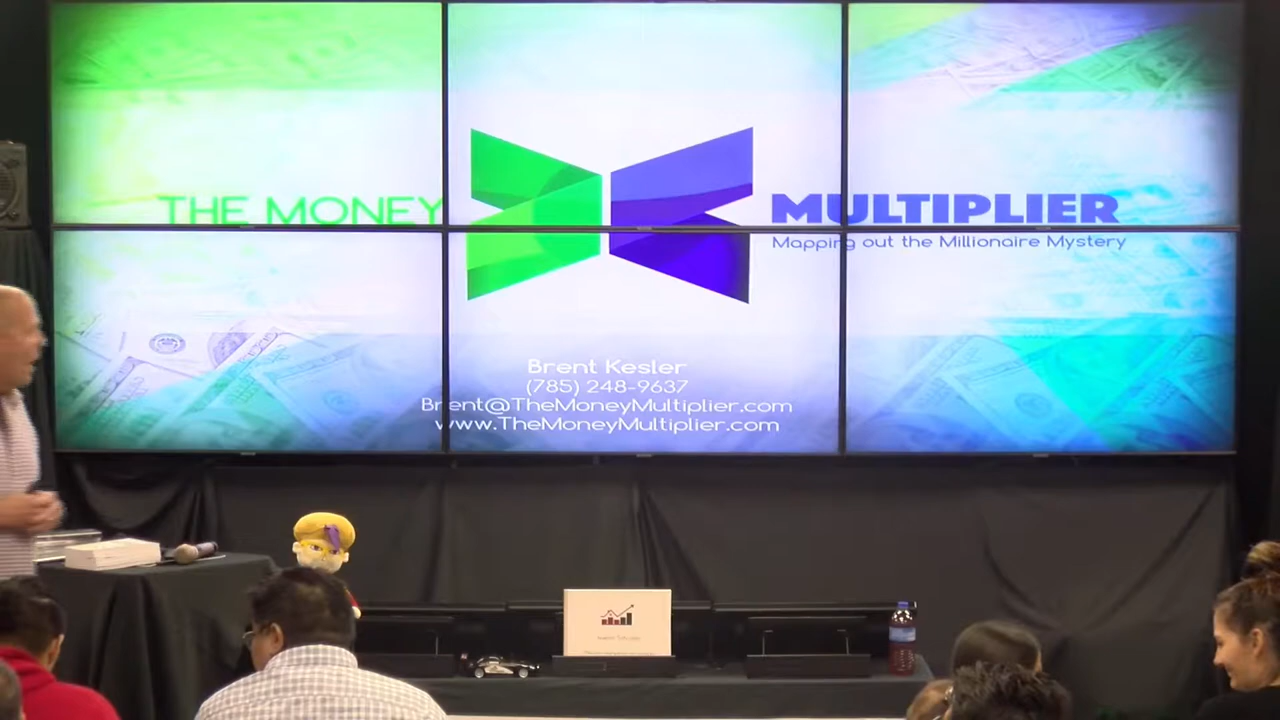 THE MONEY MULTIPLIER
Mapping out the Millionaire Mystery
Brent Kesler
(785) 248-9637
Brent@TheMoneyMultiplier.com
www.TheMoneyMultiplier.com